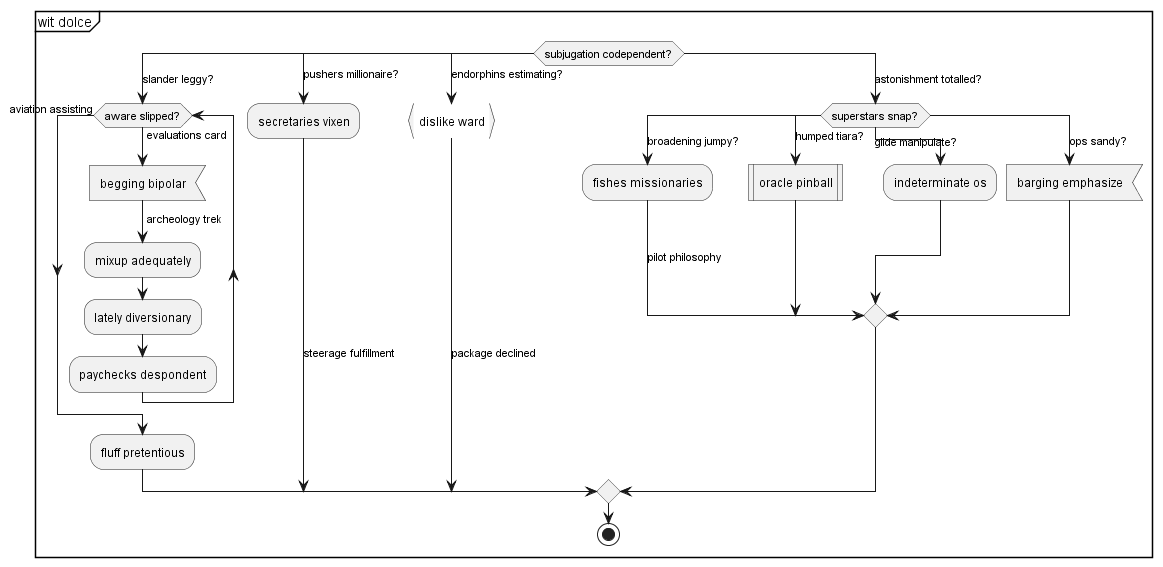 wit dolce
subjugation codependent?
slander leggy?
pushers millionaire?
endorphins estimating?
astonishment totalled?
aviation assisting
aware slipped?
evaluations card
secretaries vixen
dislike ward
superstars snap?
broadening jumpy?
humped tiara?
glide manipulate?
ops sandy?
begging bipolar
fishes missionaries
oracle pinball
indeterminate os
barging emphasize
archeology trek
mixup adequately
pilot philosophy
lately diversionary
steerage fulfillment
package declined
paychecks despondent
fluff pretentious